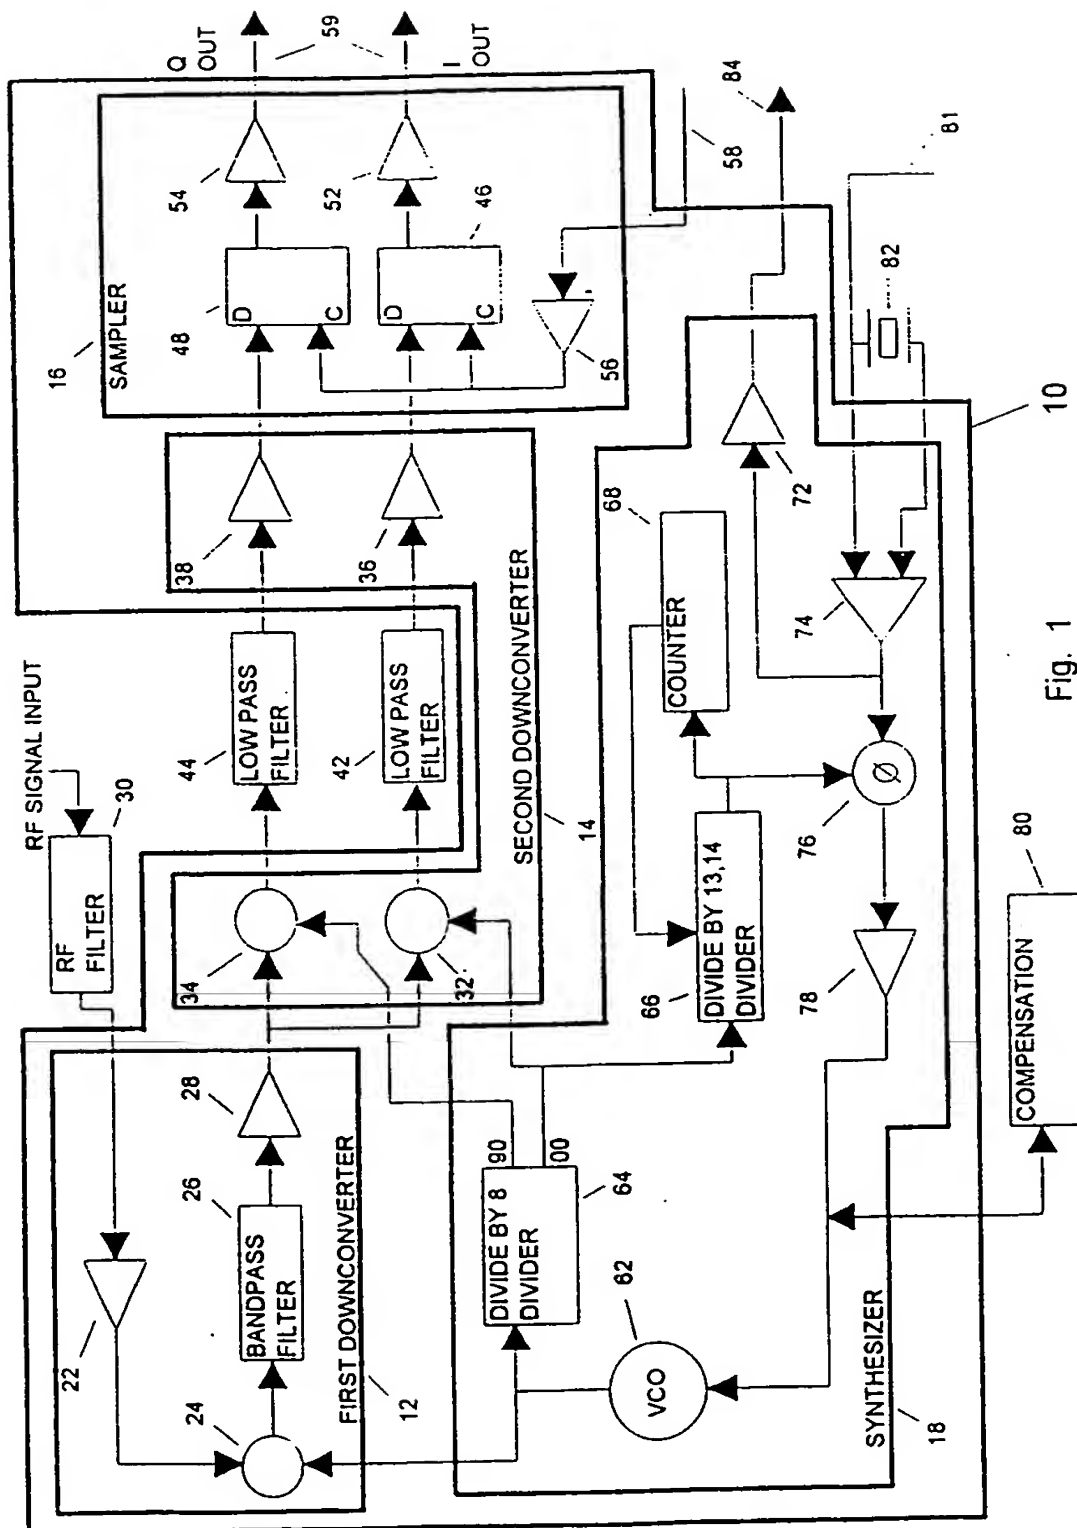 Q
OUT
59
I
OUT
84
58
81
54
52
46
48
D
C
D
C
56
16
SAMPLER
82
10
72
68
COUNTER
74
38
36
RF SIGNAL INPUT
30
RF
FILTER
44
LOW PASS
FILTER
42
LOW PASS
FILTER
SECOND DOWNCONVERTER
14
34
32
66
DIVIDE BY 13,14
DIVIDER
76
Ø
78
80
COMPENSATION
28
26
BANDPASS
FILTER
22
24
FIRST DOWNCONVERTER
12
90
00
DIVIDE BY 8
DIVIDER
64
62
VCO
SYNTHESIZER
18
Fig. 1